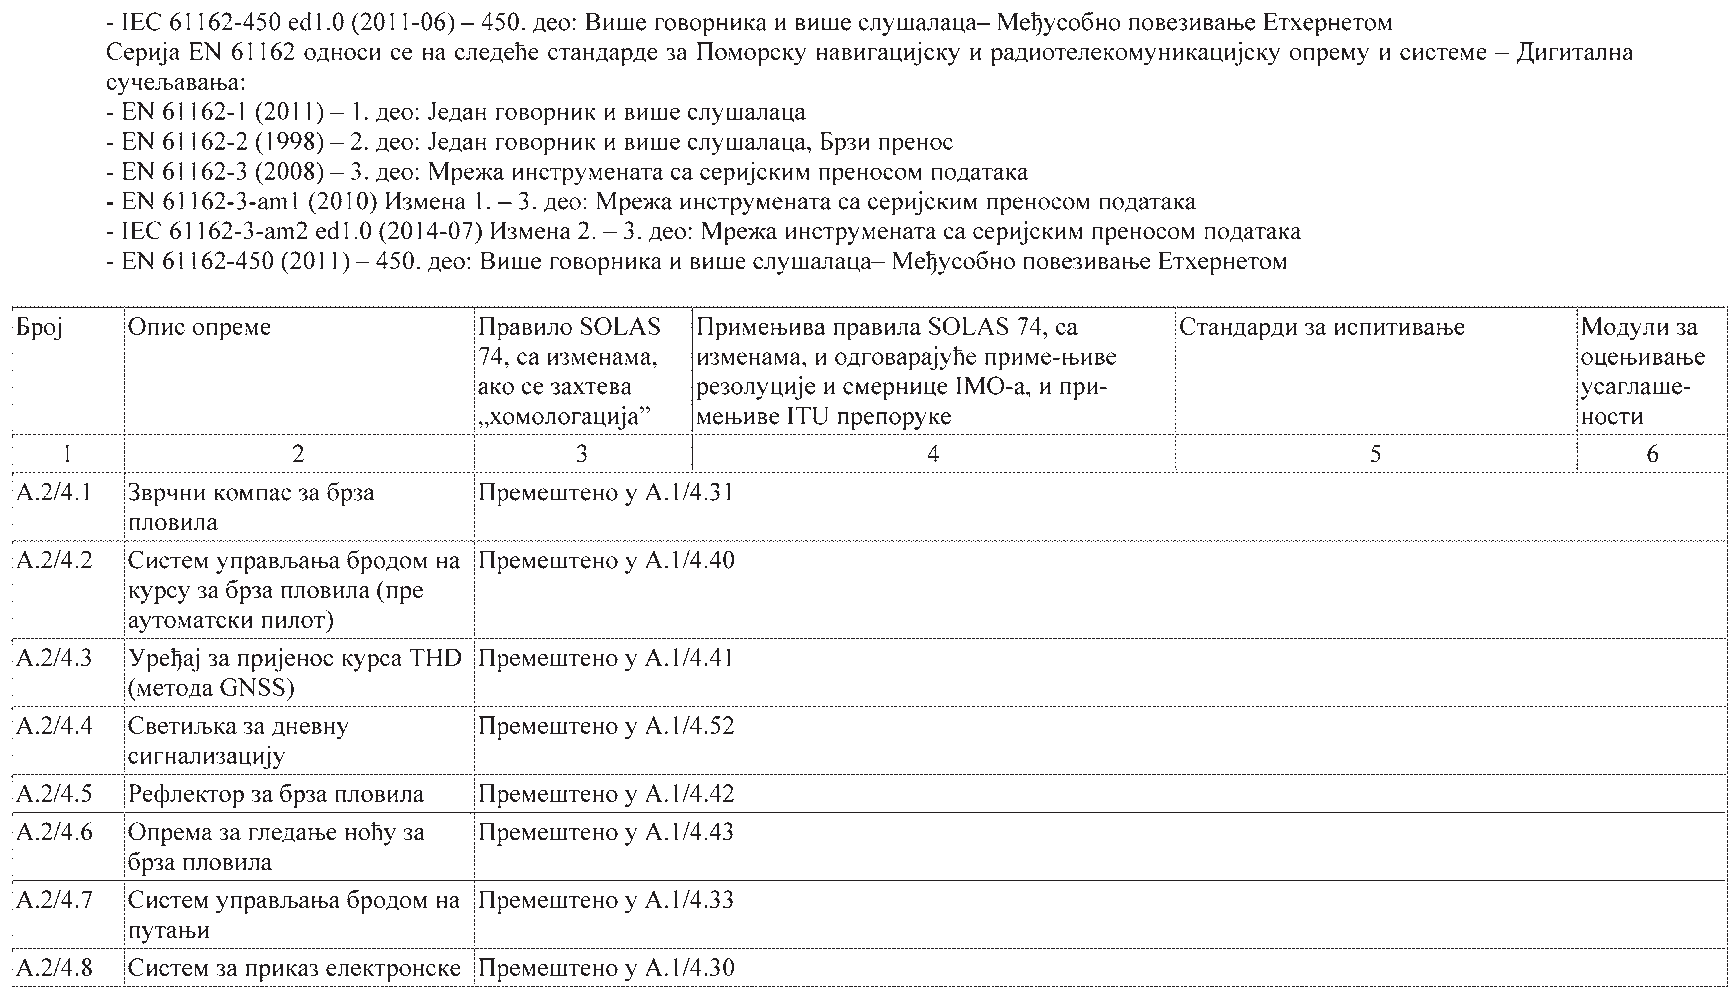 - IEC 61162-450 ed1.0 (2011-06) – 450. део: Више говорника и више слушалаца– Међусобно повезивање Етхернетом
Серија EN 61162 односи се на следеће стандарде за Поморску навигацијску и радиотелекомуникацијску опрему и системе – Дигитална
сучељавања:
- EN 61162-1 (2011) – 1. део: Један говорник и више слушалаца
- EN 61162-2 (1998) – 2. део: Један говорник и више слушалаца, Брзи пренос
- EN 61162-3 (2008) – 3. део: Мрежа инструмената са серијским преносом података
- EN 61162-3-am1 (2010) Измена 1. – 3. део: Мрежа инструмената са серијским преносом података
- IEC 61162-3-am2 ed1.0 (2014-07) Измена 2. – 3. део: Мрежа инструмената са серијским преносом података
- EN 61162-450 (2011) – 450. део: Више говорника и више слушалаца– Међусобно повезивање Етхернетом
Број
Опис опреме
Правило SOLAS
74, са изменама,
ако се захтева
„хомологација”
Примењива правила SOLAS 74, са
изменама, и одговарајуће приме-њиве
резолуције и смернице IMO-а, и при-
мењиве ITU препоруке
Стандарди за испитивање
Модули за
оцењивање
усаглаше-
ности
1 2 3 4 5 6
А.2/4.1
Зврчни компас за брза
пловила
Премештено у А.1/4.31
А.2/4.2
Систем управљања бродом на
курсу за брза пловила (пре
аутоматски пилот)
Премештено у А.1/4.40
А.2/4.3
Уређај за пријенос курса THD
(метода GNSS)
Премештено у А.1/4.41
А.2/4.4
Светиљка за дневну
сигнализацију
Премештено у А.1/4.52
А.2/4.5
Рефлектор за брза пловила
Премештено у А.1/4.42
А.2/4.6
Опрема за гледање ноћу за
брза пловила
Премештено у А.1/4.43
А.2/4.7
Систем управљања бродом на
путањи
Премештено у А.1/4.33
А.2/4.8
Систем за приказ електронске
Премештено у А.1/4.30